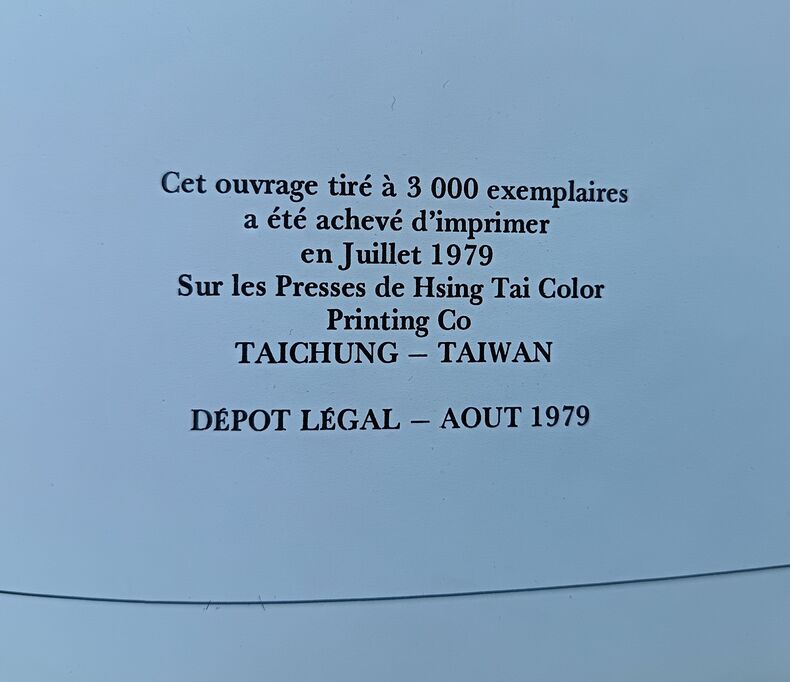 Cet ouvrage tiré à 3 000 exemplaires
a été achevé d'imprimer
en Juillet 1979
Sur les Presses de Hsing Tai Color
Printing Co
TAICHUNG – TAIWAN
DÉPOT LÉGAL – AOUT 1979